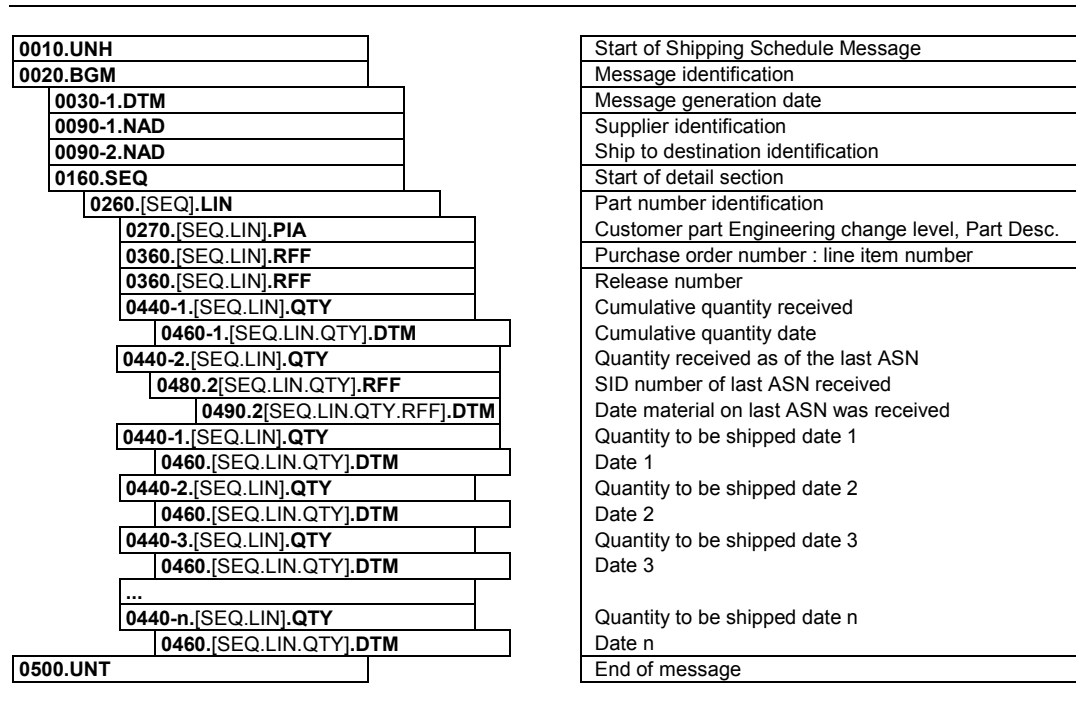 0010.UNH Start of Shipping Schedule Message
0020.BGM Message identification
0030-1.DTM Message generation date
0090-1.NAD Supplier identification
0090-2.NAD Ship to destination identification
0160.SEQ Start of detail section
0260.[SEQ].LIN Part number identification
0270.[SEQ.LIN].PIA Customer part Engineering change level, Part Desc.
0360.[SEQ.LIN].RFF Purchase order number : line item number
0360.[SEQ.LIN].RFF Release number
0440-1.[SEQ.LIN].QTY Cumulative quantity received
0460-1.[SEQ.LIN.QTY].DTM Cumulative quantity date
0440-2.[SEQ.LIN].QTY Quantity received as of the last ASN
0480.2[SEQ.LIN.QTY].RFF SID number of last ASN received
0490.2[SEQ.LIN.QTY.RFF].DTM Date material on last ASN was received
0440-1.[SEQ.LIN].QTY Quantity to be shipped date 1
0460.[SEQ.LIN.QTY].DTM Date 1
0440-2.[SEQ.LIN].QTY Quantity to be shipped date 2
0460.[SEQ.LIN.QTY].DTM Date 2
0440-3.[SEQ.LIN].QTY Quantity to be shipped date 3
0460.[SEQ.LIN.QTY].DTM Date 3
...
0440-n.[SEQ.LIN].QTY Quantity to be shipped date n
0460.[SEQ.LIN.QTY].DTM Date n
0500.UNT End of message